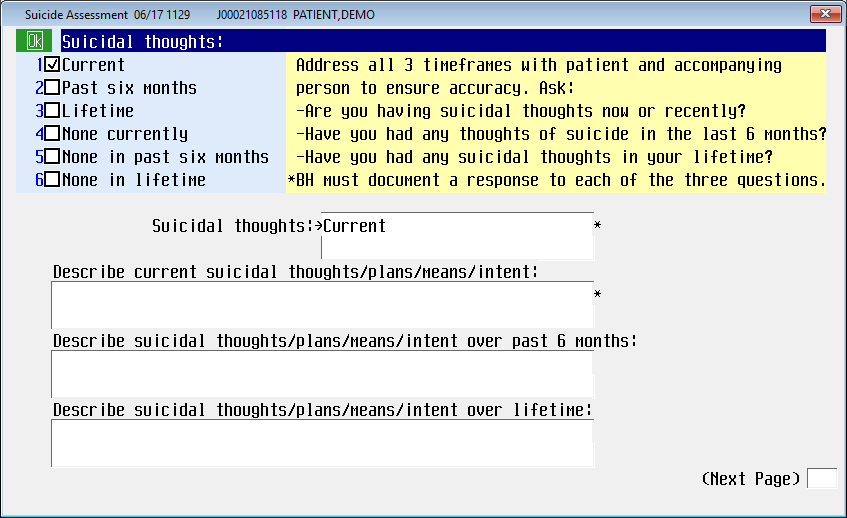 Suicide Assessment 06/17 1129 J00021085118 PATIENT,DEMO
Ok Suicidal thoughts:
1 Current
2 Past six months
3 Lifetime
4 None currently
5 None in past six months
6 None in lifetime
Address all 3 timeframes with patient and accompanying
person to ensure accuracy. Ask:
-Are you having suicidal thoughts now or recently?
-Have you had any thoughts of suicide in the last 6 months?
-Have you had any suicidal thoughts in your lifetime?
*BH must document a response to each of the three questions.
Suicidal thoughts:→Current *
Describe current suicidal thoughts/plans/means/intent:
*
Describe suicidal thoughts/plans/means/intent over past 6 months:
Describe suicidal thoughts/plans/means/intent over lifetime:
(Next Page)